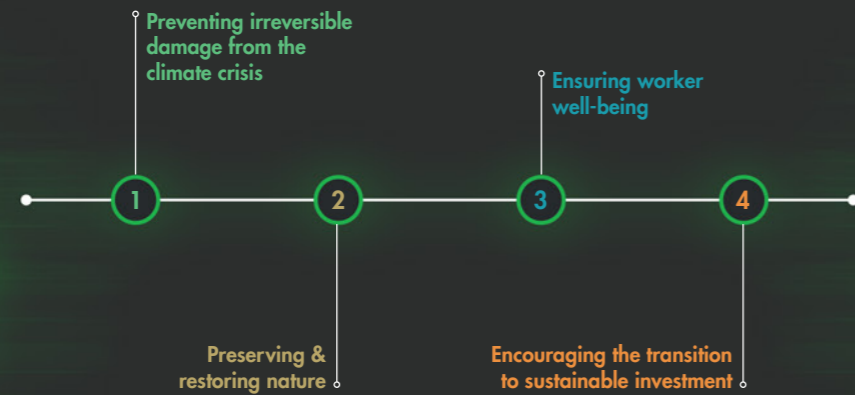 Preventing irreversible
damage from the
climate crisis
Ensuring worker
well-being
1
2
3
4
Preserving &
restoring nature
Encouraging the transition
to sustainable investment